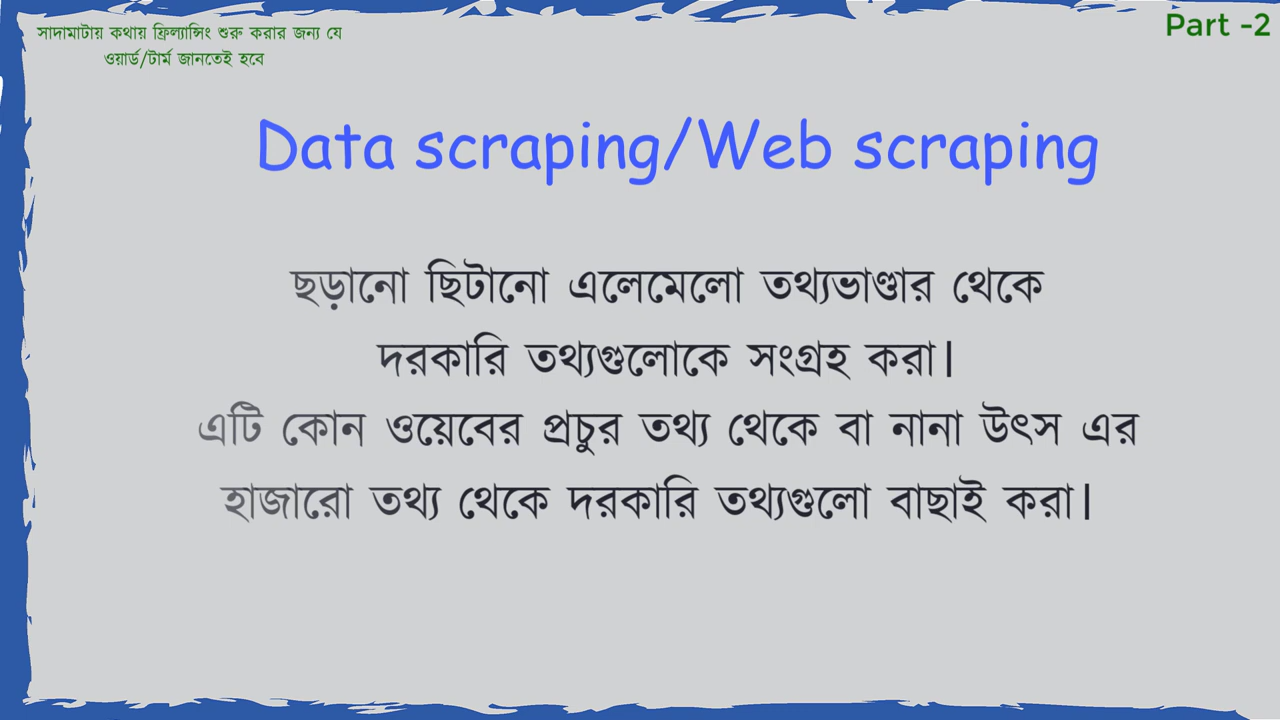 সাদামাটায় কথায় ফ্রিল্যান্সিং শুরু করার জন্য যে
ওয়ার্ড/টার্ম জানতেই হবে
Part -2
Data scraping/Web scraping
ছড়ানো ছিটানো এলেমেলো তথ্যভাণ্ডার থেকে
দরকারি তথ্যগুলোকে সংগ্রহ করা।
এটি কোন ওয়েবের প্রচুর তথ্য থেকে বা নানা উৎস এর
হাজারো তথ্য থেকে দরকারি তথ্যগুলো বাছাই করা।